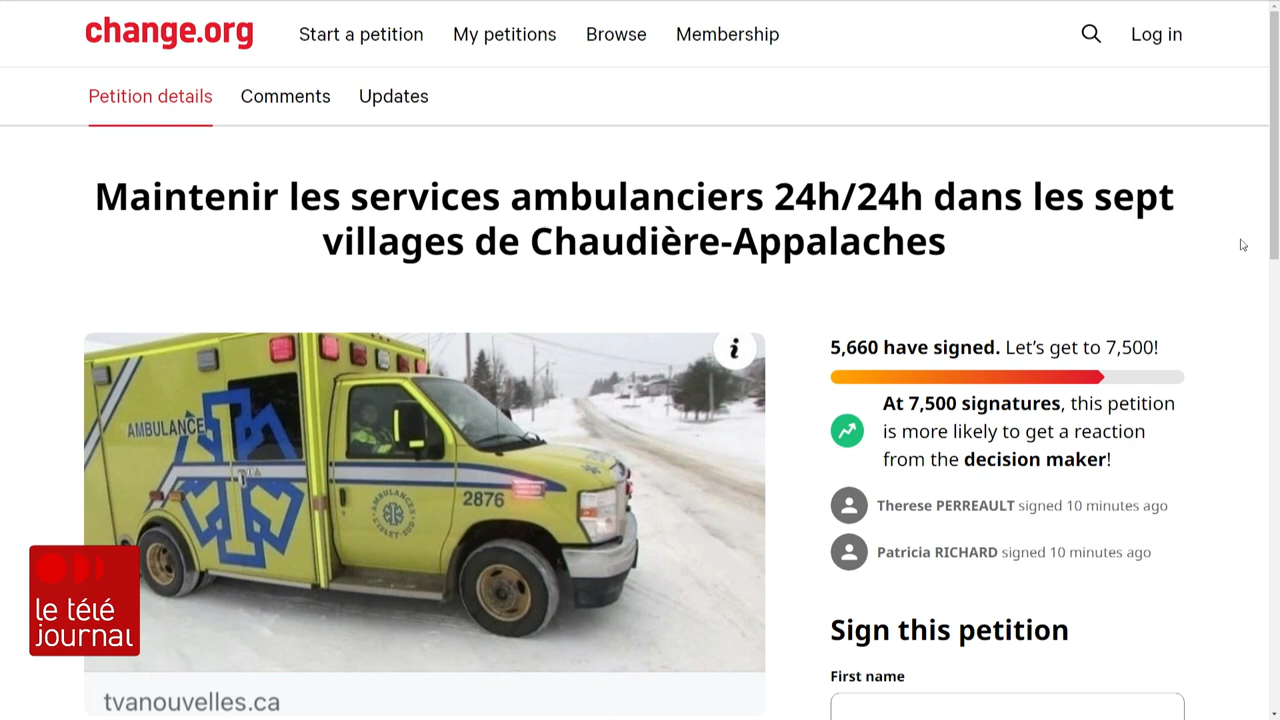 change.org
Start a petition
My petitions
Browse
Membership
Log in
Petition details
Comments
Updates
Maintenir les services ambulanciers 24h/24h dans les sept
villages de Chaudière-Appalaches
AMBULANCE
2876
AMBULANCES
L'ISLET-SUD
i
5,660 have signed. Let's get to 7,500!
At 7,500 signatures, this petition
is more likely to get a reaction
from the decision maker!
Therese PERREAULT signed 10 minutes ago
Patricia RICHARD signed 10 minutes ago
le télé
journal
tvanouvelles.ca
Sign this petition
First name